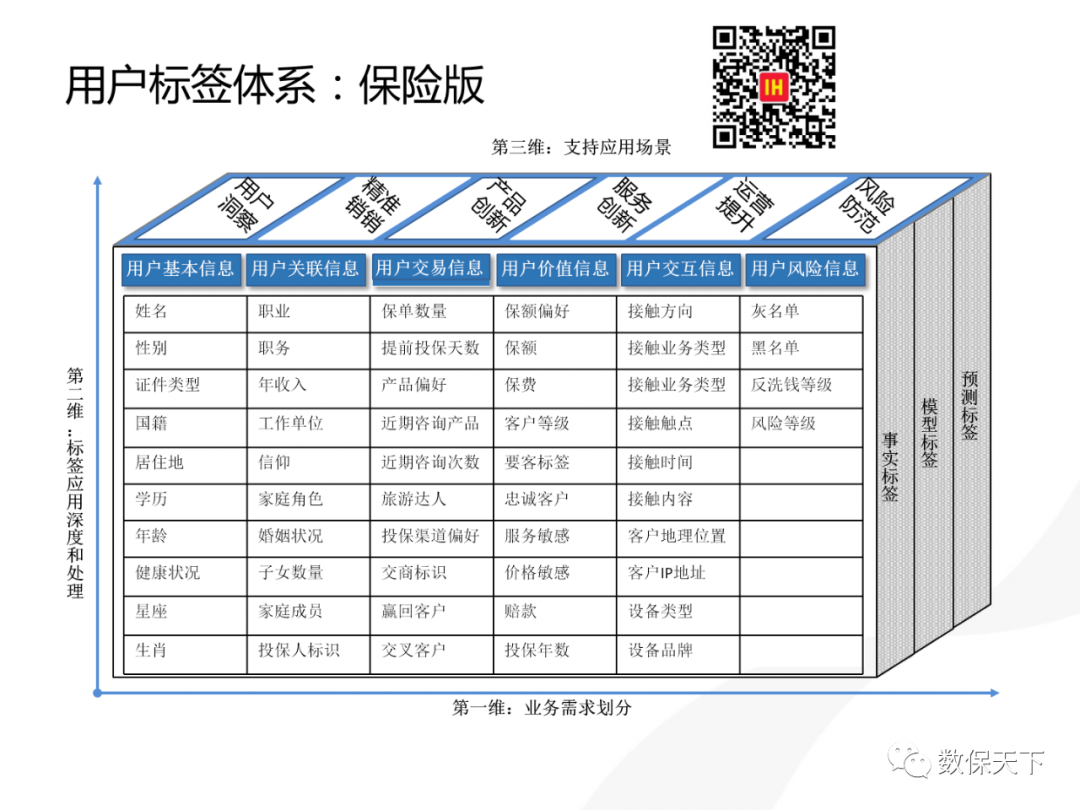 用户标签体系：保险版
IH
第三维：支持应用场景
用户
洞察
精准
销销
产品
创新
服务
创新
运营
提升
风险
防范
用户基本信息 用户关联信息 用户交易信息 用户价值信息 用户交互信息 用户风险信息
姓名 职业 保单数量 保额偏好 接触方向 灰名单
性别 职务 提前投保天数 保额 接触业务类型 黑名单
证件类型 年收入 产品偏好 保费 接触业务类型 反洗钱等级
国籍 工作单位 近期咨询产品 客户等级 接触触点 风险等级
居住地 信仰 近期咨询次数 要客标签 接触时间
学历 家庭角色 旅游达人 忠诚客户 接触内容
年龄 婚姻状况 投保渠道偏好 服务敏感 客户地理位置
健康状况 子女数量 交商标识 价格敏感 客户IP地址
星座 家庭成员 赢回客户 赔款 设备类型
生肖 投保人标识 交叉客户 投保年数 设备品牌
事实标签
模型标签
预测标签
第二维：标签应用深度和处理
第一维：业务需求划分
数保天下